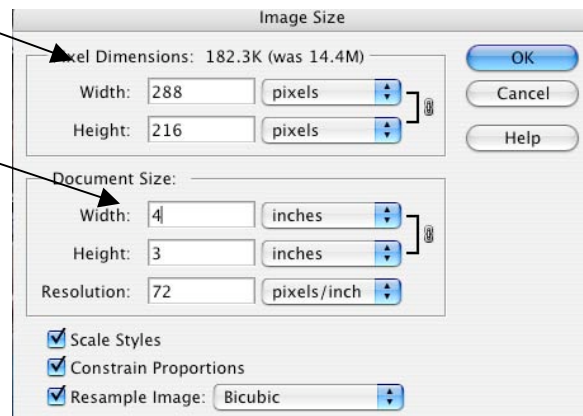 Image Size
Pixel Dimensions: 182.3K (was 14.4M)
Width: 288 pixels
Height: 216 pixels
Document Size:
Width: 4 inches
Height: 3 inches
Resolution: 72 pixels/inch
Scale Styles
Constrain Proportions
Resample Image: Bicubic
OK
Cancel
Help